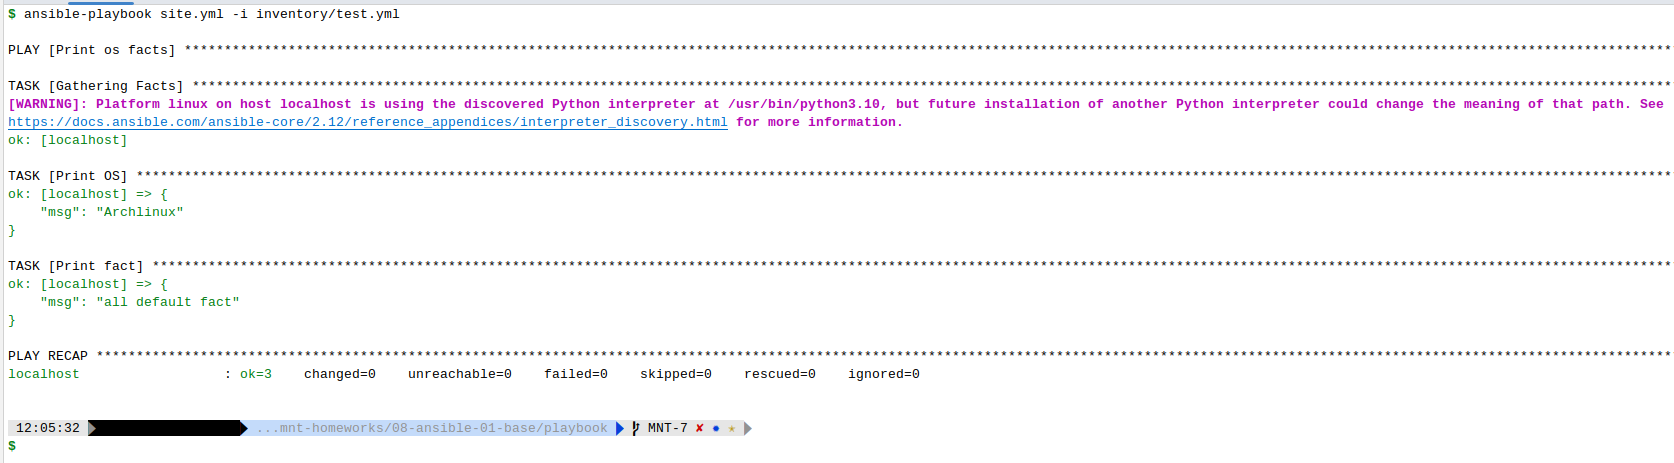 $ ansible-playbook site.yml -i inventory/test.yml
PLAY [Print os facts] ******************************************************************************************************************************************************************************************
TASK [Gathering Facts] *****************************************************************************************************************************************************************************************
[WARNING]: Platform linux on host localhost is using the discovered Python interpreter at /usr/bin/python3.10, but future installation of another Python interpreter could change the meaning of that path. See
https://docs.ansible.com/ansible-core/2.12/reference_appendices/interpreter_discovery.html for more information.
ok: [localhost]
TASK [Print OS] ************************************************************************************************************************************************************************************************
ok: [localhost] => {
    "msg": "Archlinux"
}
TASK [Print fact] **********************************************************************************************************************************************************************************************
ok: [localhost] => {
    "msg": "all default fact"
}
PLAY RECAP *****************************************************************************************************************************************************************************************************
localhost                  : ok=3    changed=0    unreachable=0    failed=0    skipped=0    rescued=0    ignored=0
12:05:32 ...mnt-homeworks/08-ansible-01-base/playbook MNT-7 ✘ ✹ ★
$